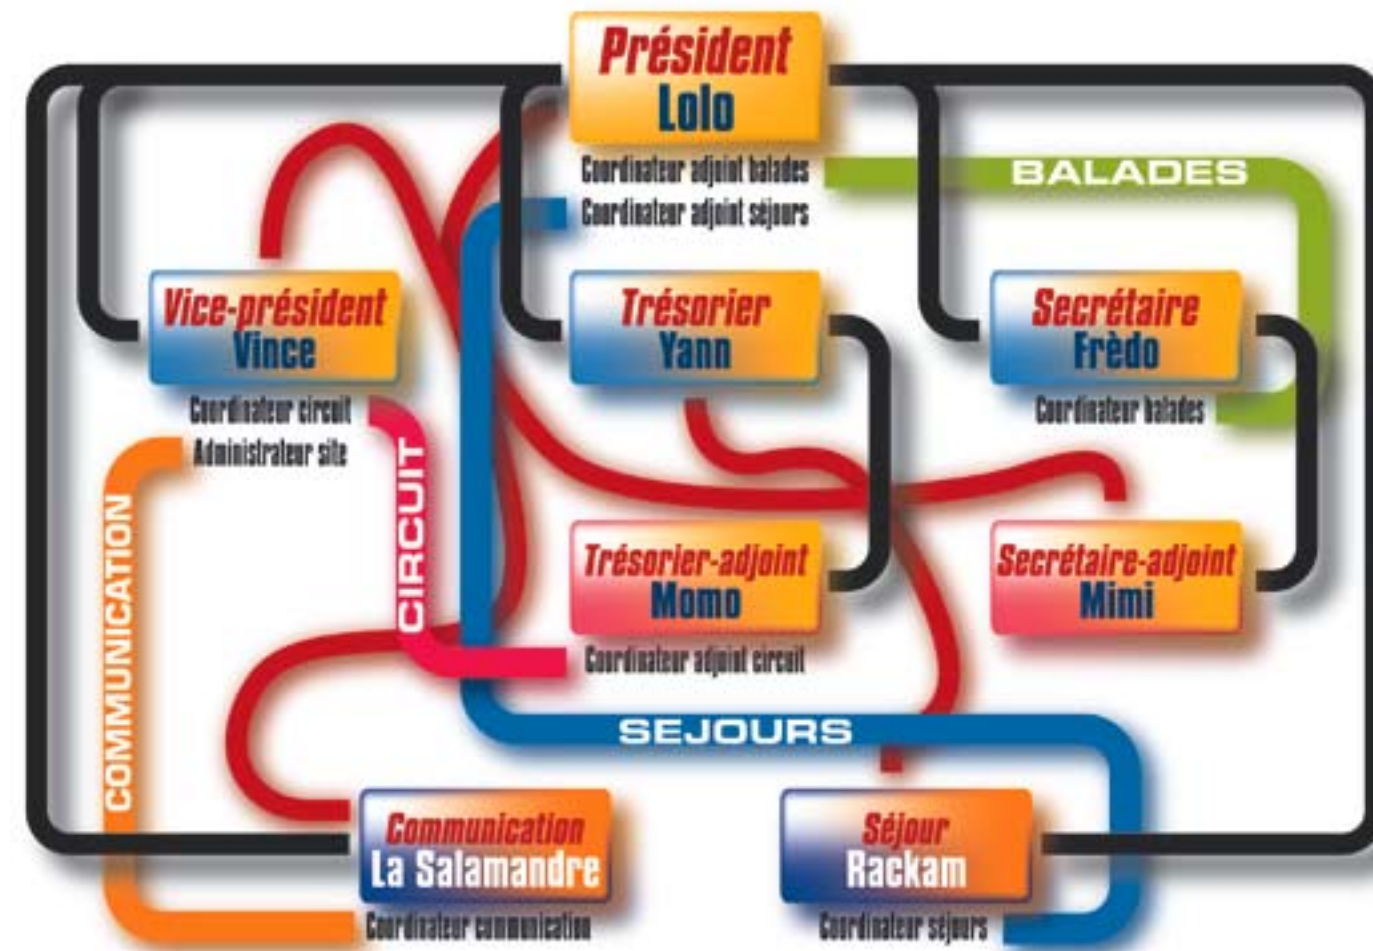 Président
Lolo
Coordinateur adjoint balades
Coordinateur adjoint séjours
BALADES
Vice-président
Vince
Coordinateur circuit
Administrateur site
Trésorier
Yann
Secrétaire
Frèdo
Coordinateur balades
COMMUNICATION
CIRCUIT
Trésorier-adjoint
Momo
Coordinateur adjoint circuit
Secrétaire-adjoint
Mimi
SEJOURS
Communication
La Salamandre
Coordinateur communication
Séjour
Rackam
Coordinateur séjours